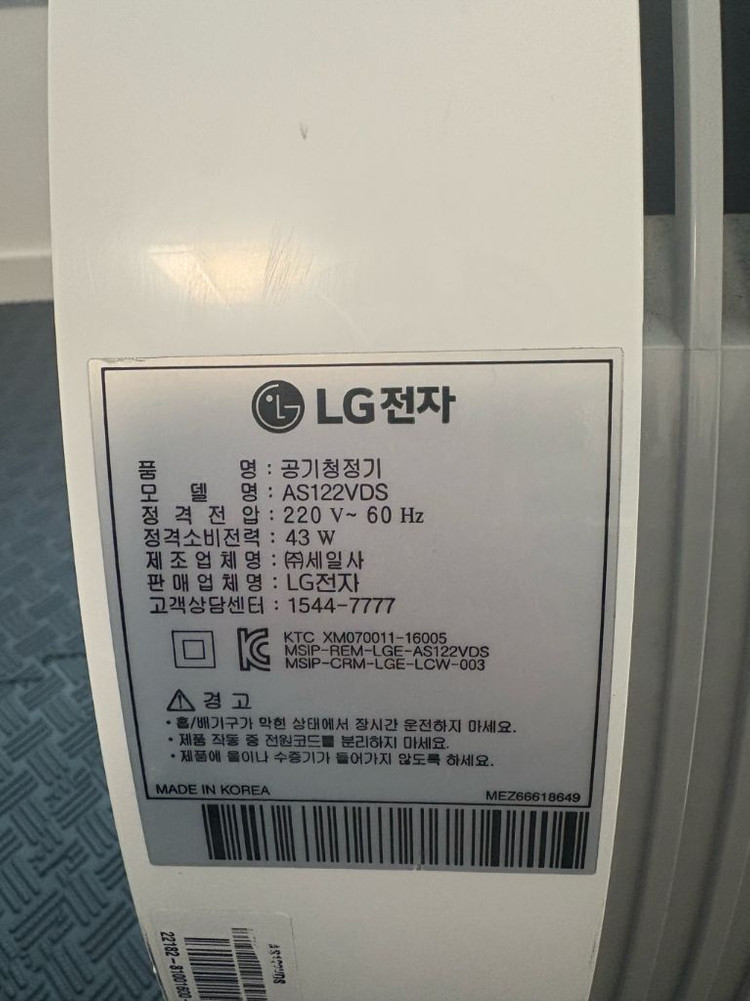 LG전자
품 명 : 공기청정기
모 델 명 : AS122VDS
정 격 전 압 : 220 V~ 60 Hz
정격소비전력 : 43 W
제 조 업 체 명 : ㈜세일사
판 매 업 체 명 : LG전자
고객상담센터 : 1544-7777
KTC XM070011-16005
MSIP-REM-LGE-AS122VDS
MSIP-CRM-LGE-LCW-003
경 고
• 흡/배기구가 막힌 상태에서 장시간 운전하지 마세요.
• 제품 작동 중 전원코드를 분리하지 마세요.
• 제품에 물이나 수증기가 들어가지 않도록 하세요.
MADE IN KOREA
MEZ66618649